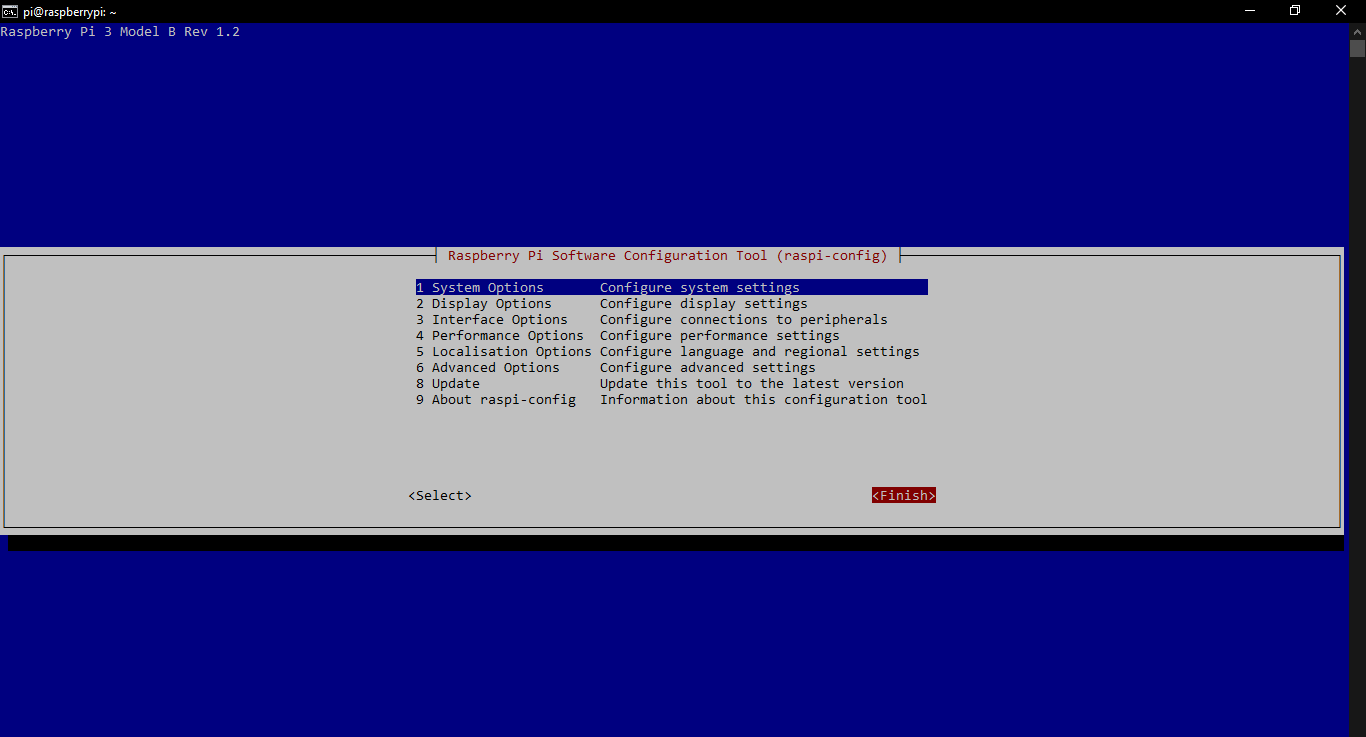 pi@raspberrypi: ~
Raspberry Pi 3 Model B Rev 1.2
Raspberry Pi Software Configuration Tool (raspi-config)
1 System Options Configure system settings
2 Display Options Configure display settings
3 Interface Options Configure connections to peripherals
4 Performance Options Configure performance settings
5 Localisation Options Configure language and regional settings
6 Advanced Options Configure advanced settings
8 Update Update this tool to the latest version
9 About raspi-config Information about this configuration tool
<Select> <Finish>